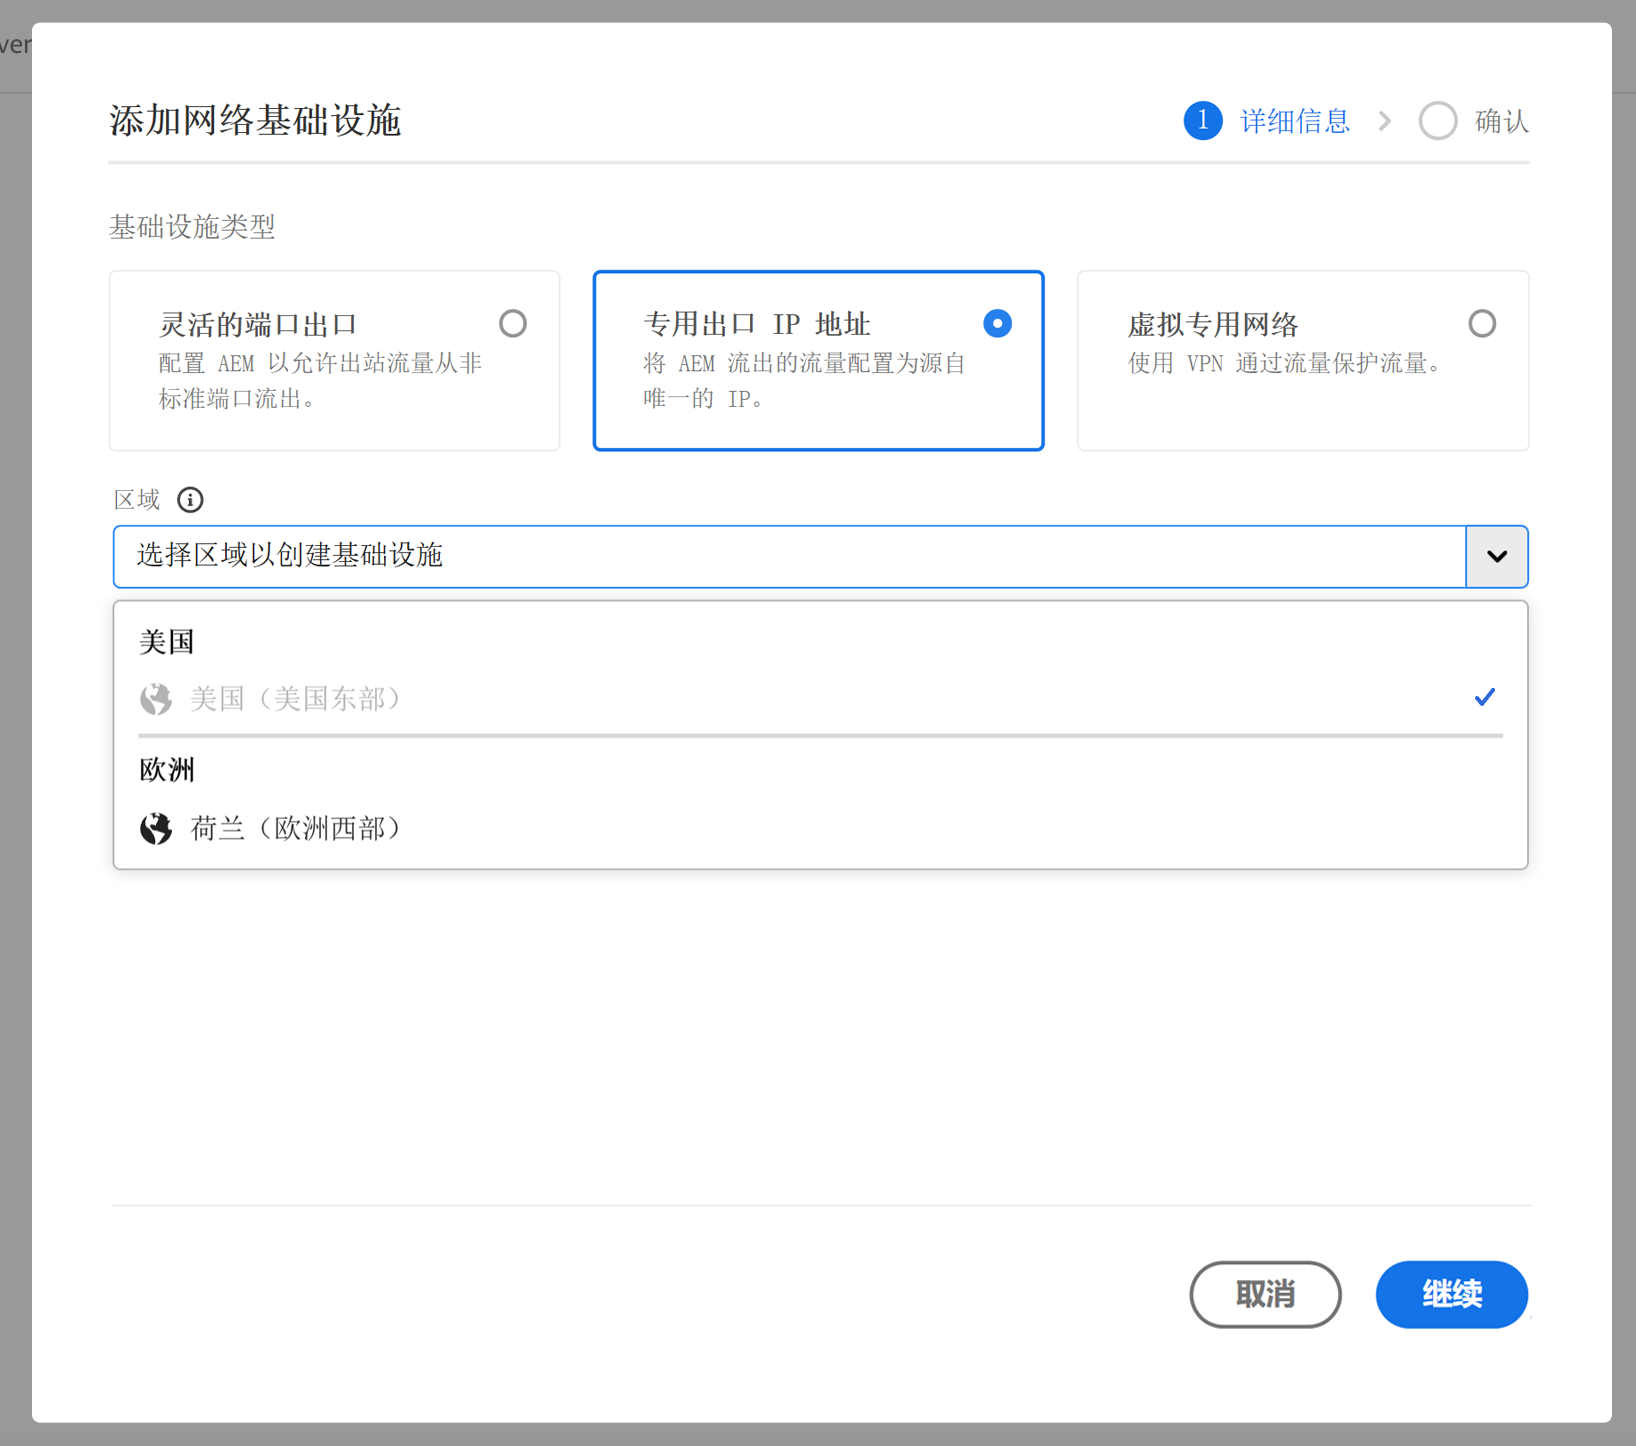 ver
添加网络基础设施
1 详细信息 确认
基础设施类型
灵活的端口出口
配置 AEM 以允许出站流量从非
标准端口流出。
专用出口 IP 地址
将 AEM 流出的流量配置为源自
唯一的 IP。
虚拟专用网络
使用 VPN 通过流量保护流量。
区域
选择区域以创建基础设施
美国
美国（美国东部）
欧洲
荷兰（欧洲西部）
取消 继续